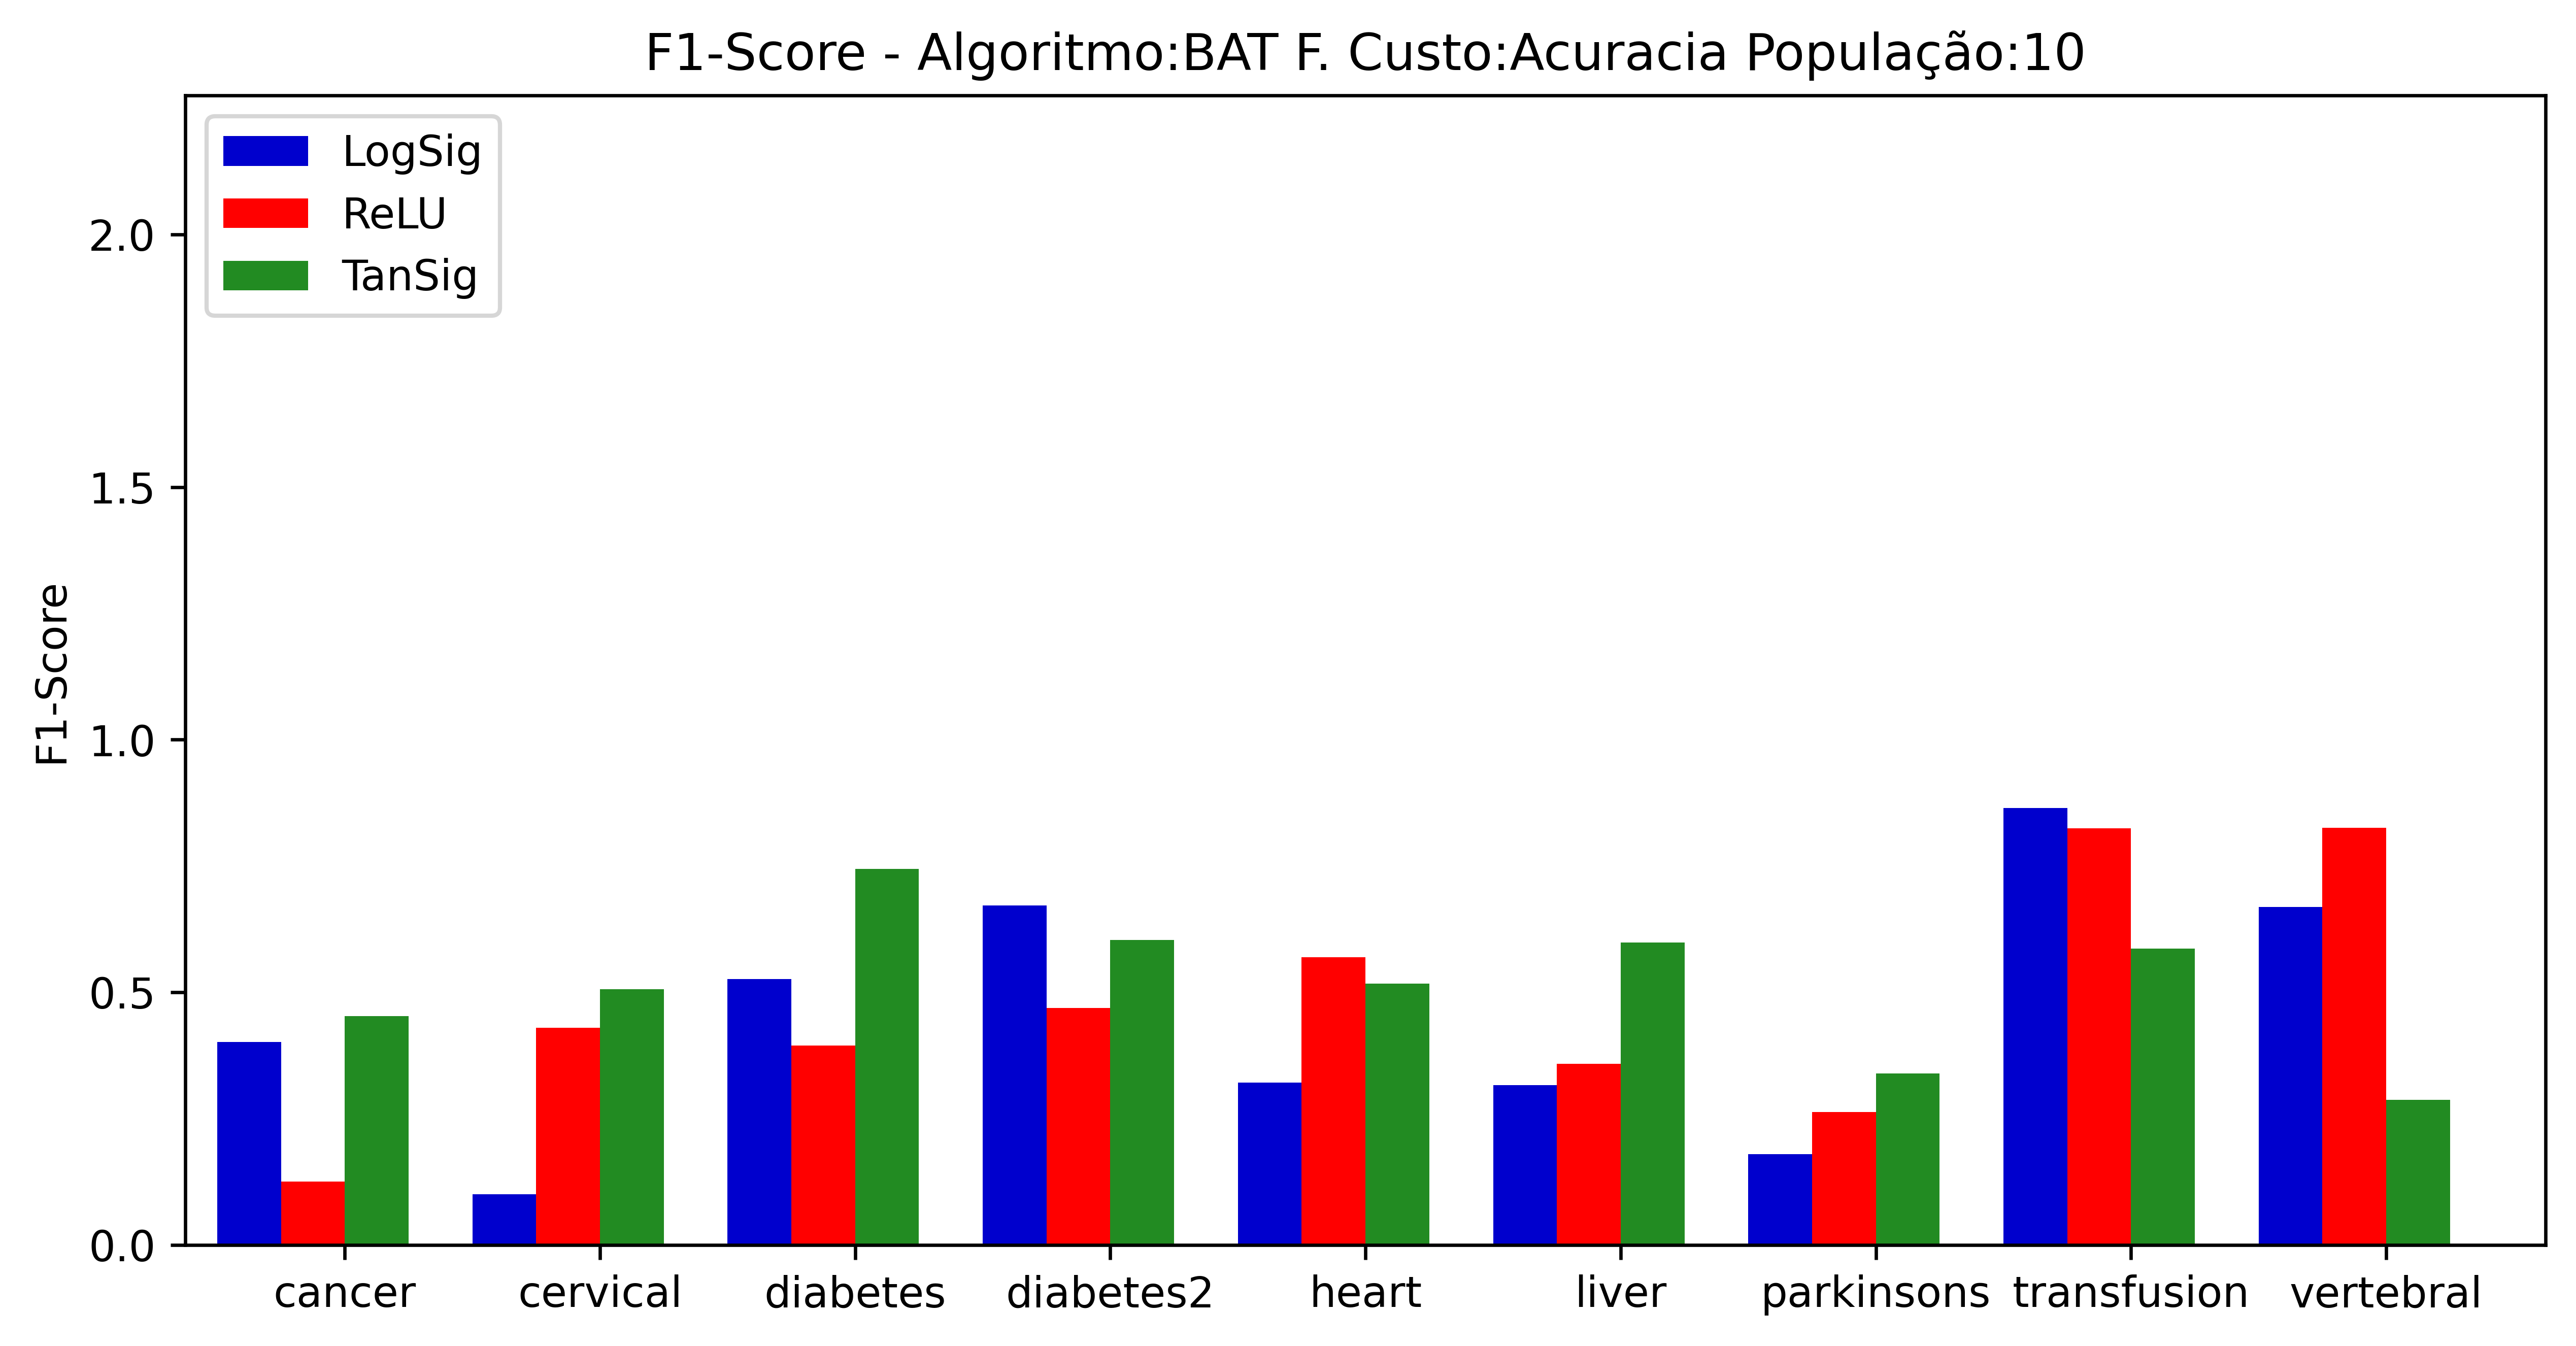 F1-Score - Algoritmo:BAT F. Custo:Acuracia População:10
LogSig
ReLU
TanSig
2.0
1.5
1.0
0.5
0.0
F1-Score
cancer cervical diabetes diabetes2 heart liver parkinsons transfusion vertebral